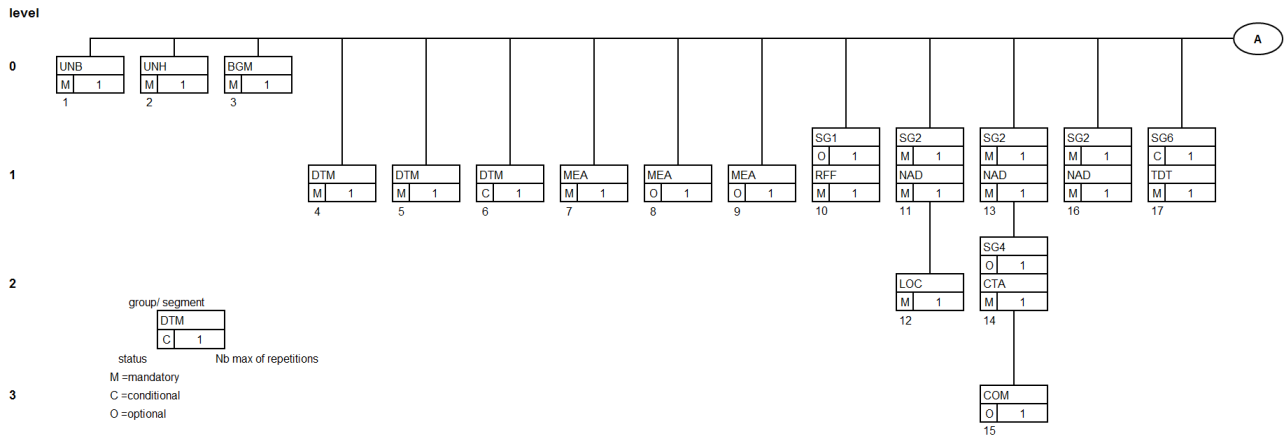 level
A
0
UNB
M 1
1
UNH
M 1
2
BGM
M 1
3
1
DTM
M 1
4
DTM
M 1
5
DTM
C 1
6
MEA
M 1
7
MEA
O 1
8
MEA
O 1
9
SG1
O 1
RFF
M 1
10
SG2
M 1
NAD
M 1
11
SG2
M 1
NAD
M 1
13
SG2
M 1
NAD
M 1
16
SG6
C 1
TDT
M 1
17
2
LOC
M 1
12
SG4
O 1
CTA
M 1
14
group/ segment
DTM
C 1
status Nb max of repetitions
M =mandatory
C =conditional
O =optional
3
COM
O 1
15